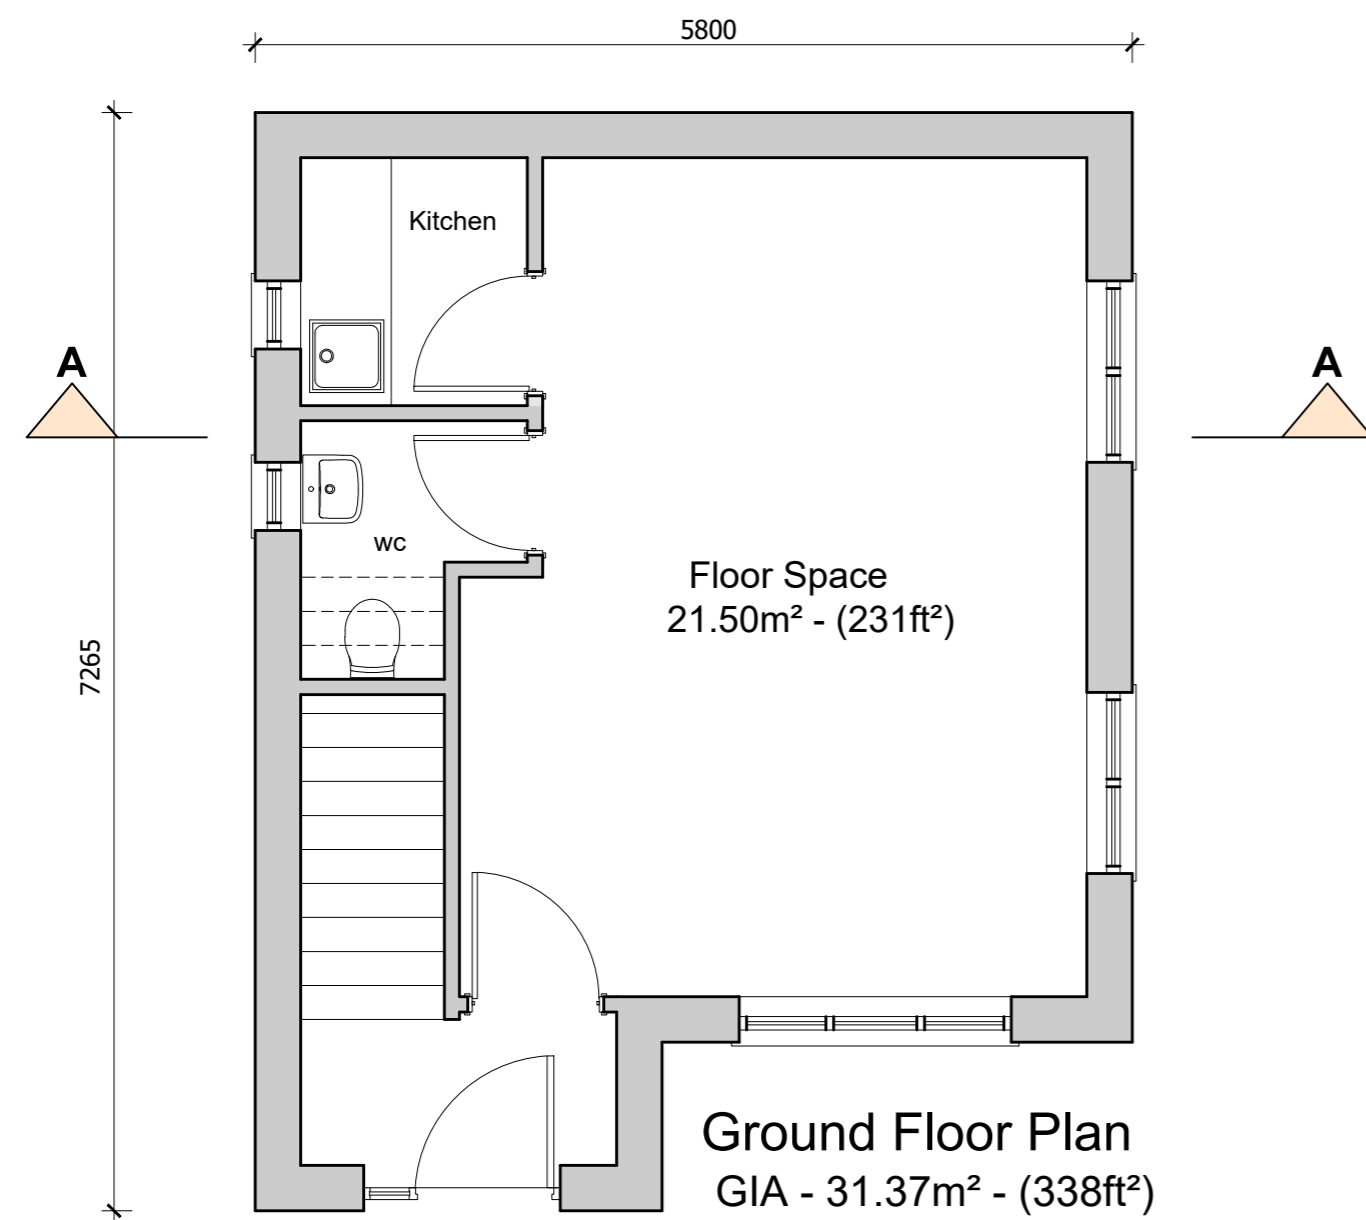 5800
Kitchen
A
A
wc
Floor Space
21.50m² - (231ft²)
7265
Ground Floor Plan
GIA - 31.37m² - (338ft²)